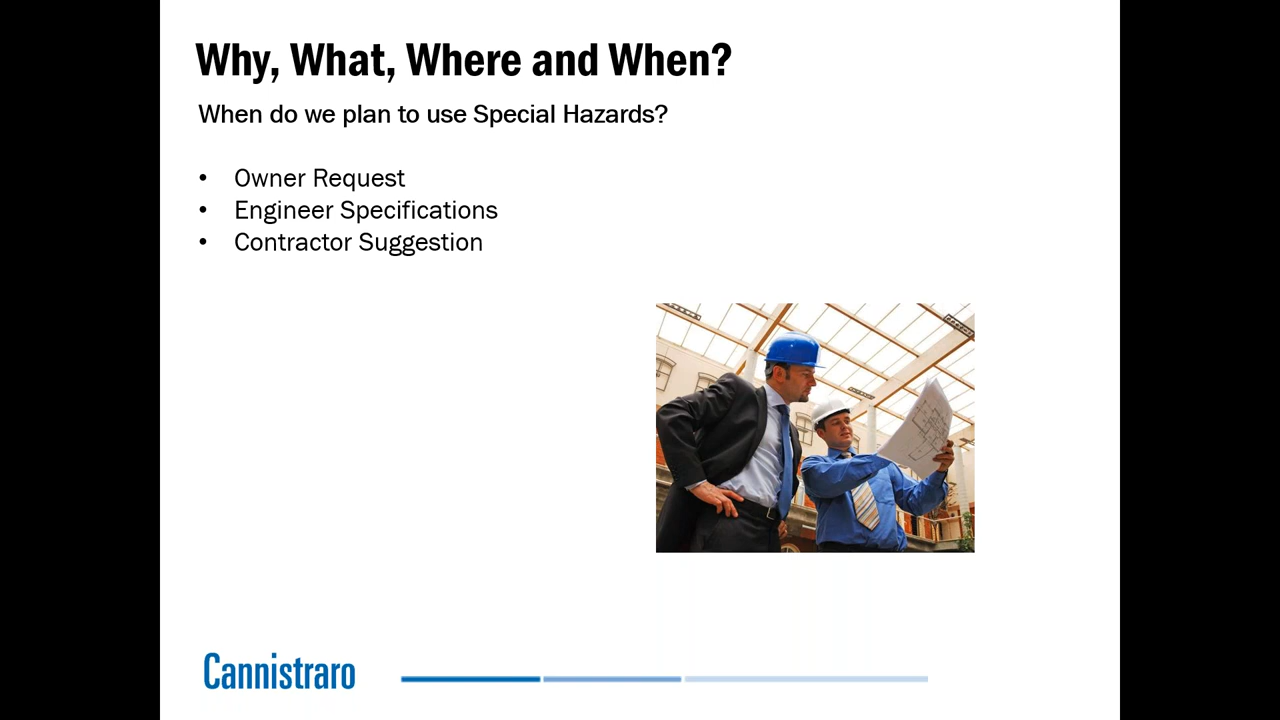 Why, What, Where and When?
When do we plan to use Special Hazards?
• Owner Request
• Engineer Specifications
• Contractor Suggestion
Cannistraro